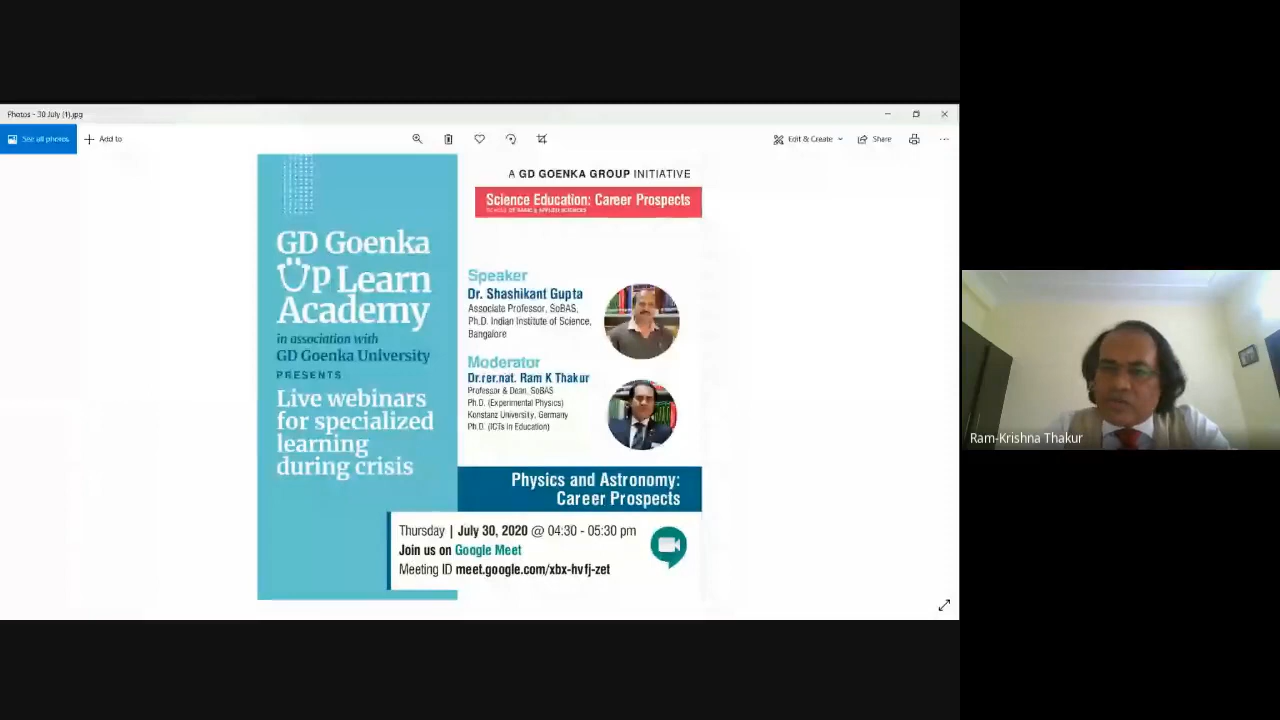 Photos - 30 July (1).jpg
See all photos
Add to
Edit & Create
Share
A GD GOENKA GROUP INITIATIVE
Science Education: Career Prospects
SCHOOL OF BASIC & APPLIED SCIENCES
GD Goenka
UP Learn
Academy
in association with
GD Goenka University
PRESENTS
Live webinars
for specialized
learning
during crisis
Speaker
Dr. Shashikant Gupta
Associate Professor, SoBAS,
Ph.D. Indian Institute of Science,
Bangalore
Moderator
Dr.rer.nat. Ram K Thakur
Professor & Dean, SoBAS
Ph.D. (Experimental Physics)
Konstanz University, Germany
Ph.D. (ICTs in Education)
Physics and Astronomy:
Career Prospects
Thursday | July 30, 2020 @ 04:30 - 05:30 pm
Join us on Google Meet
Meeting ID meet.google.com/xbx-hvfj-zet
Ram-Krishna Thakur